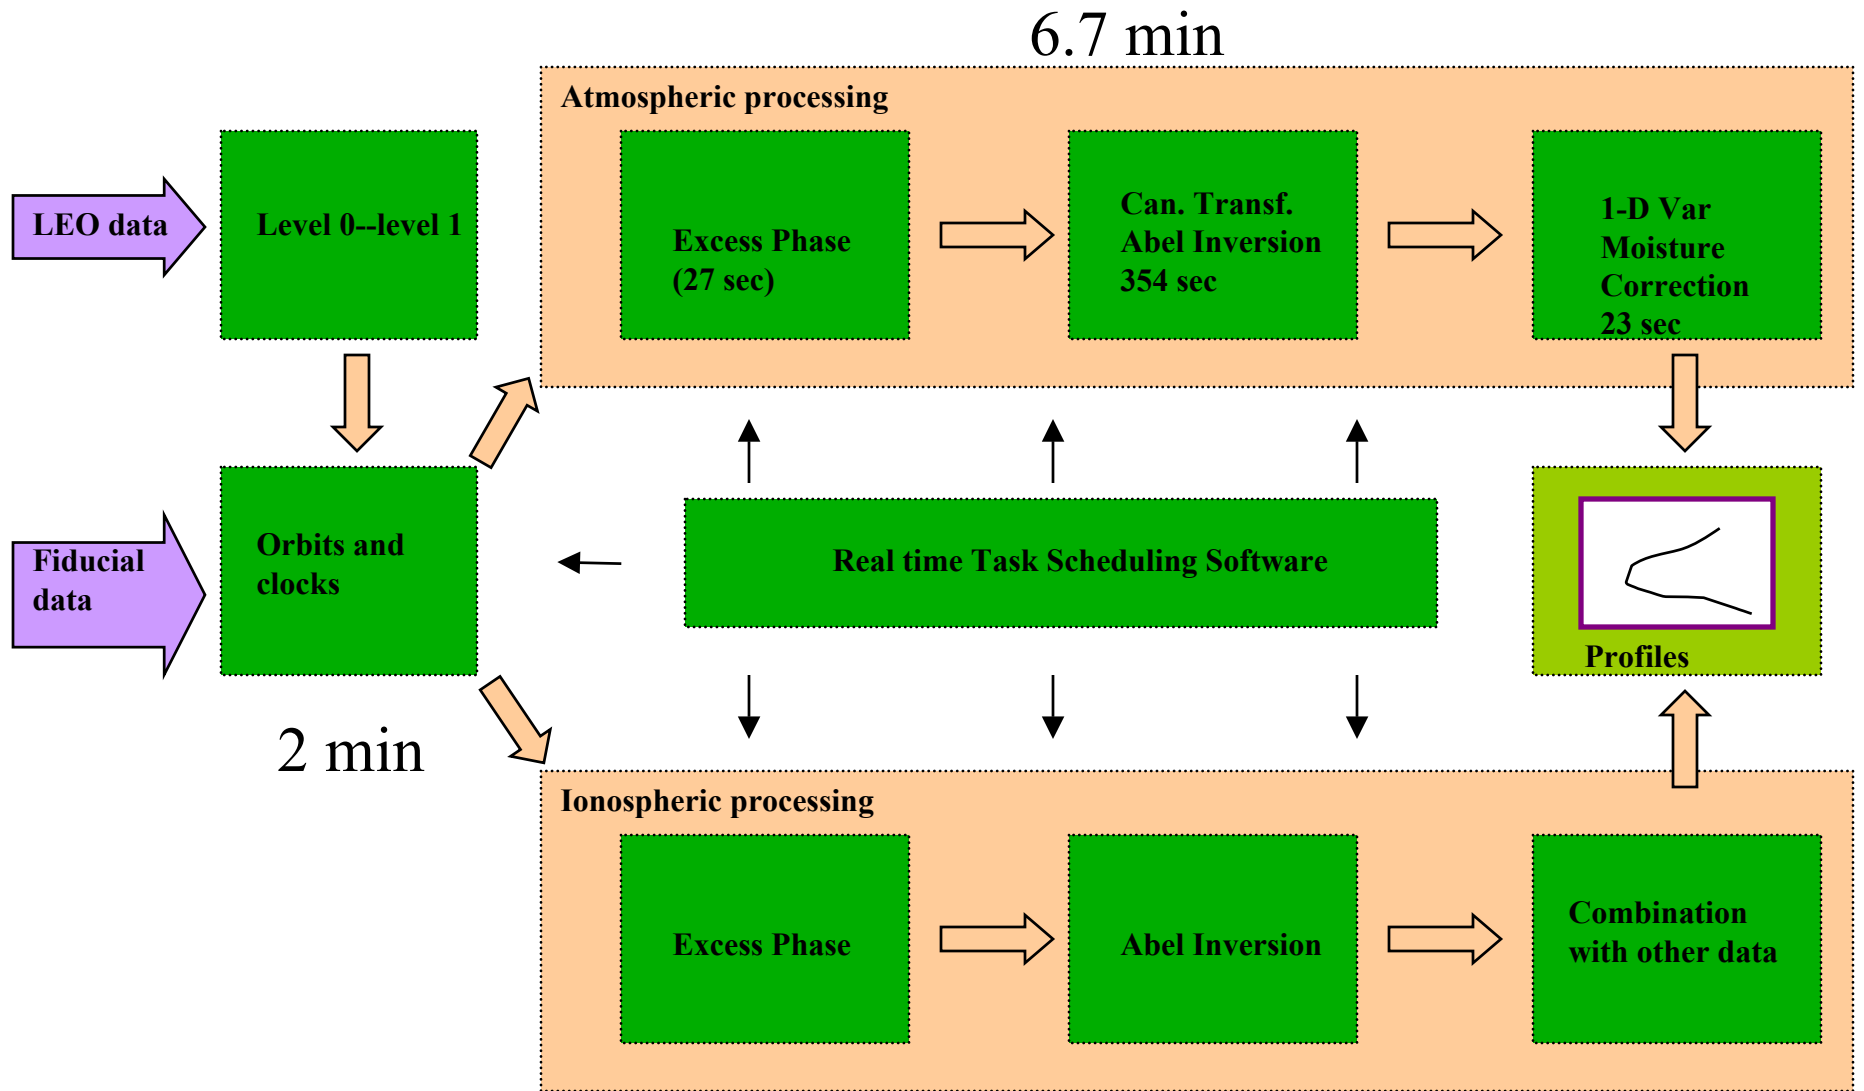 6.7 min
Atmospheric processing
LEO data
Level 0--level 1
Excess Phase
(27 sec)
Can. Transf.
Abel Inversion
354 sec
1-D Var
Moisture
Correction
23 sec
Fiducial
data
Orbits and
clocks
Real time Task Scheduling Software
Profiles
2 min
Ionospheric processing
Excess Phase
Abel Inversion
Combination
with other data